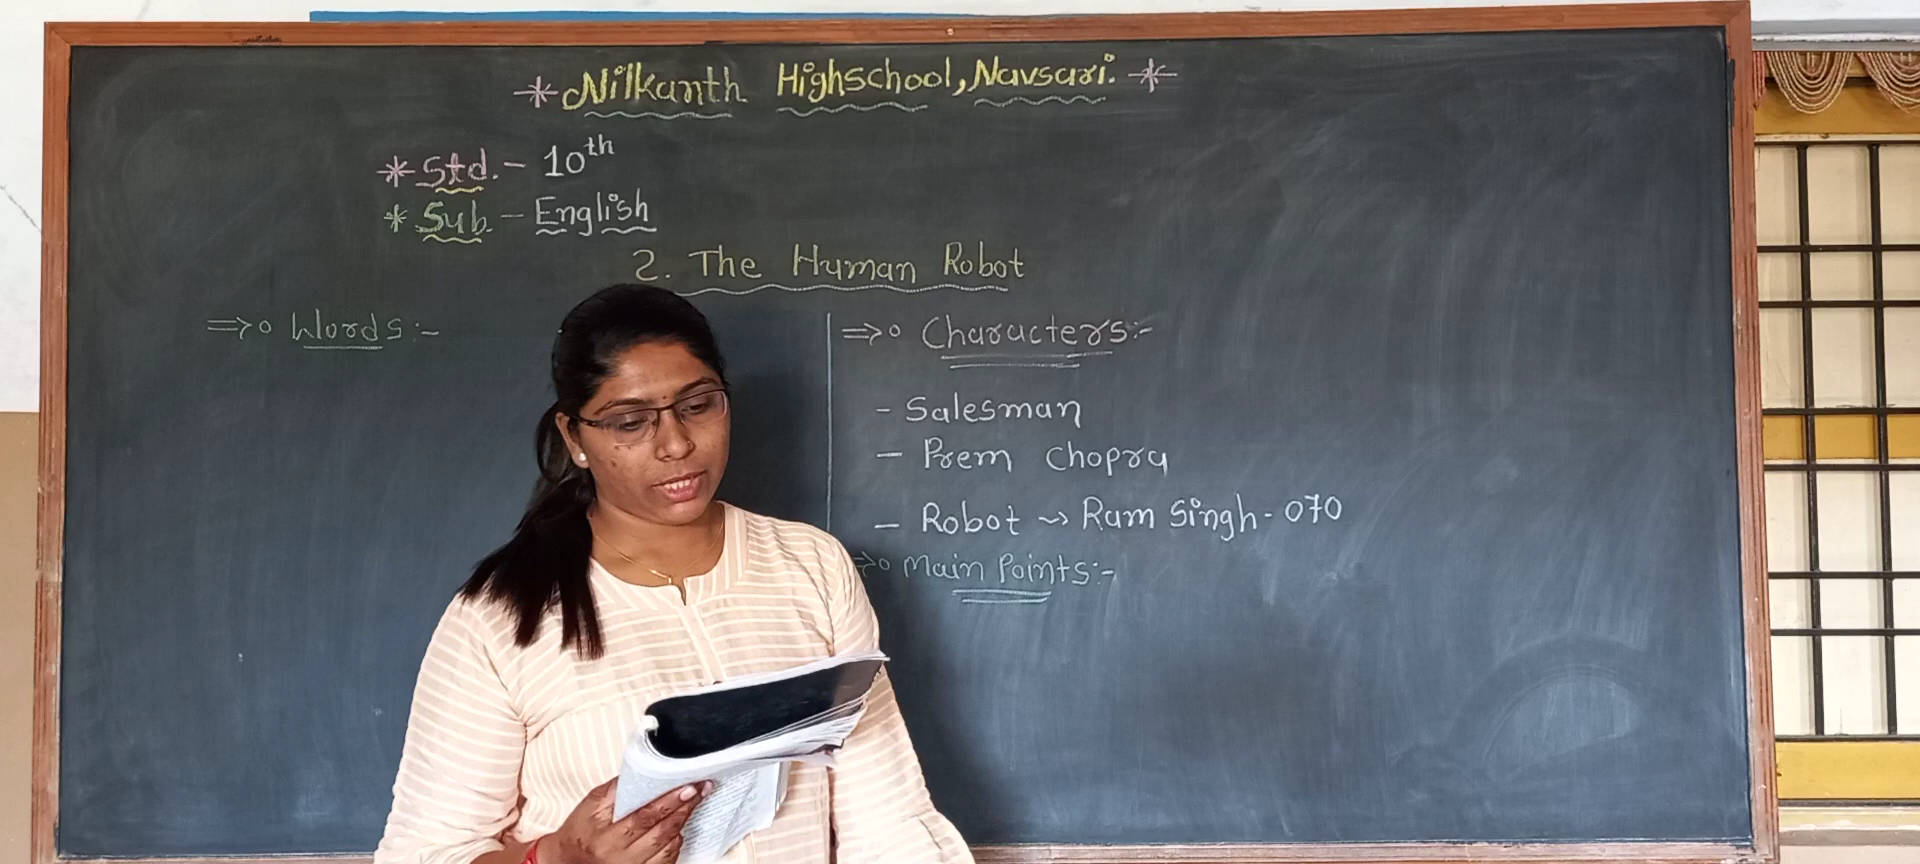 * Nilkanth Highschool, Navsari. *
* Std. - 10th
* Sub. - English
2. The Human Robot
⇒∘ Words :-
⇒∘ Characters :-
- Salesman
- Prem Chopra
- Robot ⇝ Ram Singh - 070
⇒∘ Main Points :-